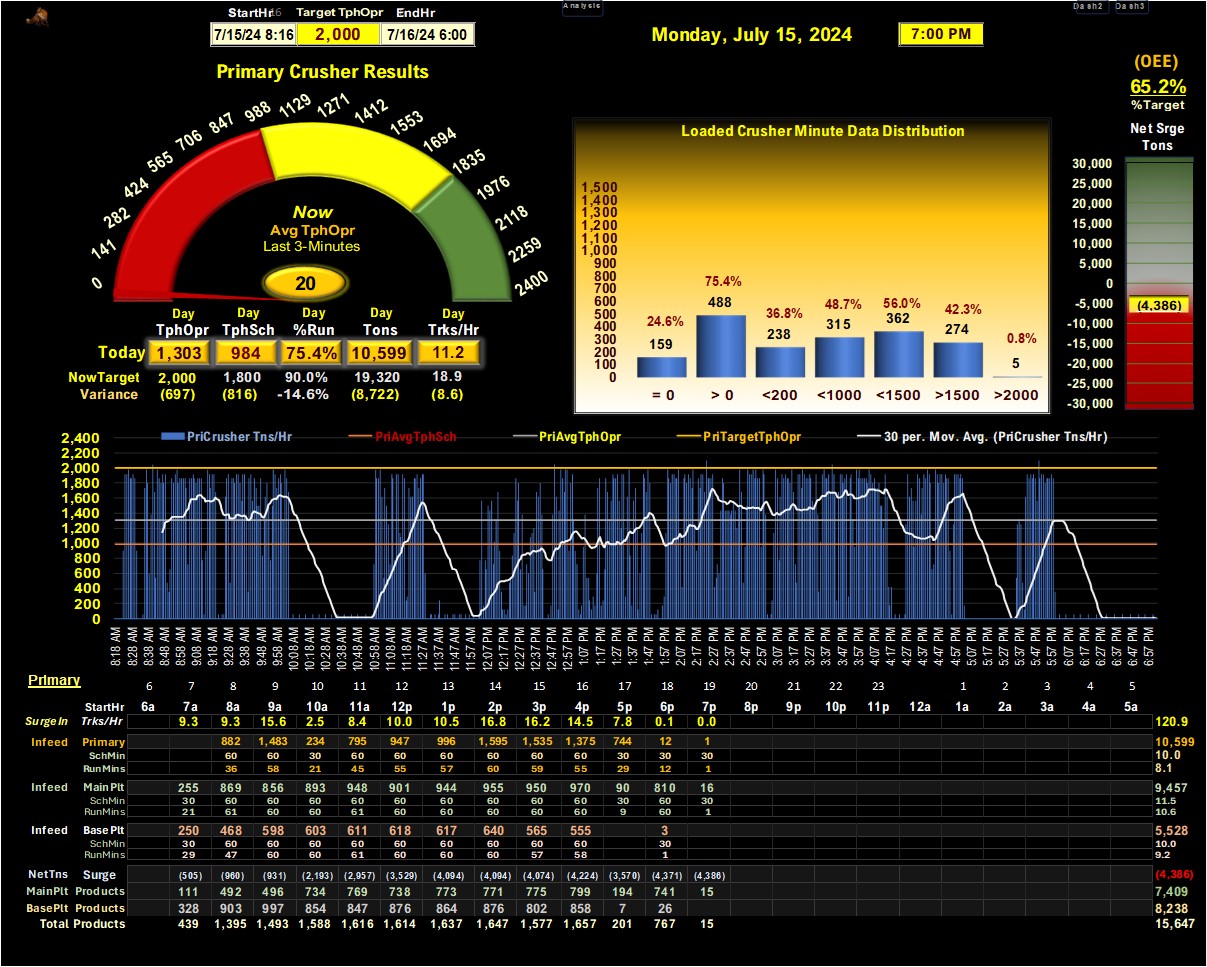 Analysis
Dash2 Dash3
StartHr 16 Target TphOpr EndHr
7/15/24 8:16 2,000 7/16/24 6:00
Monday, July 15, 2024 7:00 PM
(OEE)
65.2%
%Target
Net Srge
Tons
Primary Crusher Results
0 141 282 424 565 706 847 988 1129 1271 1412 1553 1694 1835 1976 2118 2259 2400
Now
Avg TphOpr
Last 3-Minutes
20
Day Day Day Day Day
TphOpr TphSch %Run Tons Trks/Hr
Today 1,303 984 75.4% 10,599 11.2
NowTarget 2,000 1,800 90.0% 19,320 18.9
Variance (697) (816) -14.6% (8,722) (8.6)
Loaded Crusher Minute Data Distribution
1,500
1,400
1,300
1,200
1,100
1,000
900
800
700
600
500
400
300
200
100
0
24.6% 75.4% 36.8% 48.7% 56.0% 42.3% 0.8%
159 488 238 315 362 274 5
= 0 > 0 <200 <1000 <1500 >1500 >2000
30,000
25,000
20,000
15,000
10,000
5,000
0
-5,000
-10,000
-15,000
-20,000
-25,000
-30,000
(4,386)
PriCrusher Tns/Hr PriAvgTphSch PriAvgTphOpr PriTargetTphOpr 30 per. Mov. Avg. (PriCrusher Tns/Hr)
2,400
2,200
2,000
1,800
1,600
1,400
1,200
1,000
800
600
400
200
0
8:18 AM 8:28 AM 8:38 AM 8:48 AM 8:58 AM 9:08 AM 9:18 AM 9:28 AM 9:38 AM 9:48 AM 9:58 AM 10:08 AM 10:18 AM 10:28 AM 10:38 AM 10:48 AM 10:58 AM 11:08 AM 11:18 AM 11:27 AM 11:37 AM 11:47 AM 11:57 AM 12:07 PM 12:17 PM 12:27 PM 12:37 PM 12:47 PM 12:57 PM 1:07 PM 1:17 PM 1:27 PM 1:37 PM 1:47 PM 1:57 PM 2:07 PM 2:17 PM 2:27 PM 2:37 PM 2:47 PM 2:57 PM 3:07 PM 3:17 PM 3:27 PM 3:37 PM 3:47 PM 3:57 PM 4:07 PM 4:17 PM 4:27 PM 4:37 PM 4:47 PM 4:57 PM 5:07 PM 5:17 PM 5:27 PM 5:37 PM 5:47 PM 5:57 PM 6:07 PM 6:17 PM 6:27 PM 6:37 PM 6:47 PM 6:57 PM
Primary
6 7 8 9 10 11 12 13 14 15 16 17 18 19 20 21 22 23 1 2 3 4 5
StartHr 6a 7a 8a 9a 10a 11a 12p 1p 2p 3p 4p 5p 6p 7p 8p 9p 10p 11p 12a 1a 2a 3a 4a 5a
SurgeIn Trks/Hr 9.3 9.3 15.6 2.5 8.4 10.0 10.5 16.8 16.2 14.5 7.8 0.1 0.0 120.9
Infeed Primary 882 1,483 234 795 947 996 1,595 1,535 1,375 744 12 1 10,599
SchMin 60 60 30 60 60 60 60 60 60 30 30 30 10.0
RunMins 36 58 21 45 55 57 60 59 55 29 12 1 8.1
Infeed MainPlt 255 869 856 893 948 901 944 955 950 970 90 810 16 9,457
SchMin 30 60 60 60 60 60 60 60 60 60 30 60 30 11.5
RunMins 21 61 60 60 61 60 60 60 60 60 9 60 1 10.6
Infeed Base Plt 250 468 598 603 611 618 617 640 565 555 3 5,528
SchMin 30 60 60 60 60 60 60 60 60 60 30 10.0
RunMins 29 47 60 60 61 60 60 60 57 58 1 9.2
NetTns Surge (505) (960) (931) (2,193) (2,957) (3,529) (4,094) (4,094) (4,074) (4,224) (3,570) (4,371) (4,386) (4,386)
MainPlt Products 111 492 496 734 769 738 773 771 775 799 194 741 15 7,409
BasePlt Products 328 903 997 854 847 876 864 876 802 858 7 26 8,238
Total Products 439 1,395 1,493 1,588 1,616 1,614 1,637 1,647 1,577 1,657 201 767 15 15,647